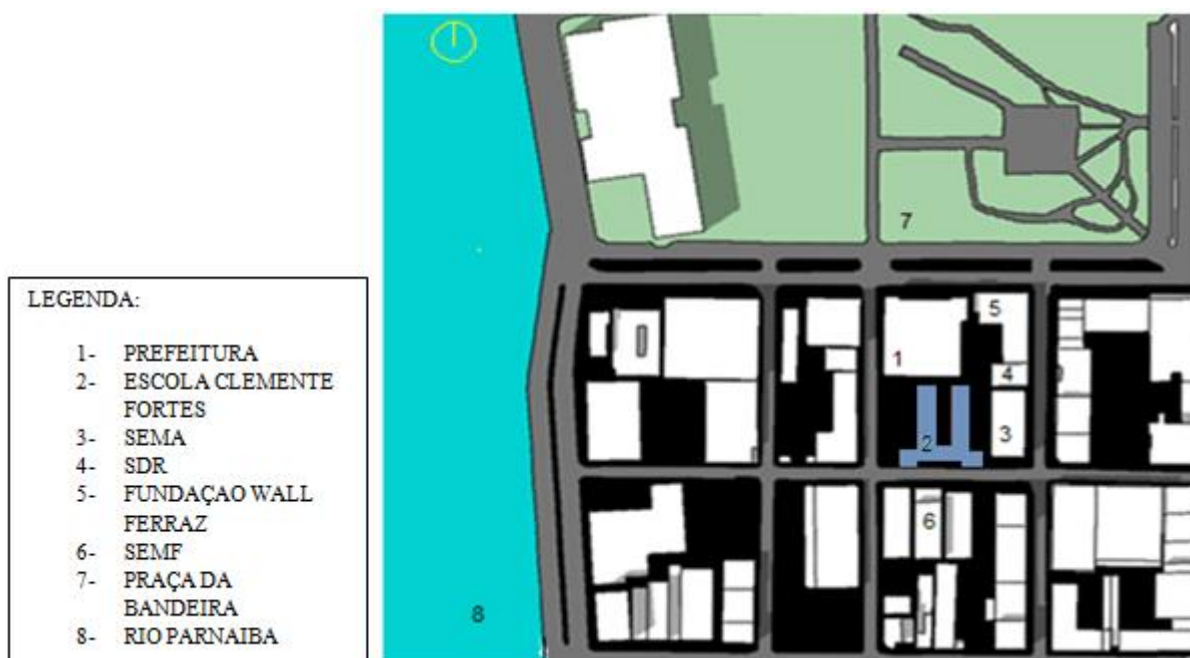 LEGENDA:
1- PREFEITURA
2- ESCOLA CLEMENTE
FORTES
3- SEMA
4- SDR
5- FUNDAÇAO WALL
FERRAZ
6- SEMF
7- PRAÇA DA
BANDEIRA
8- RIO PARNAIBA
7
5
1
4
3
2
6
8